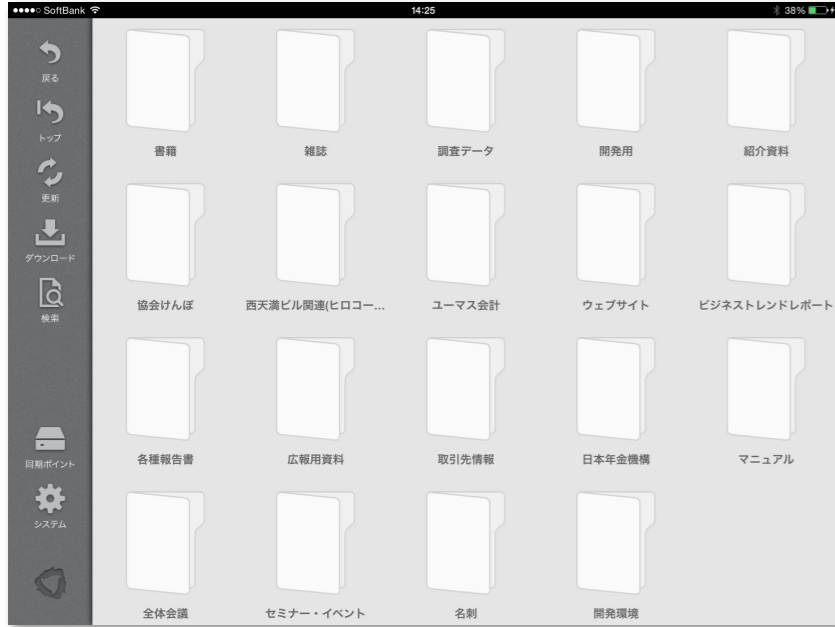 SoftBank 14:25 38%
戻る
トップ
更新
ダウンロード
検索
同期ポイント
システム
書籍 雑誌 調査データ 開発用 紹介資料
協会けんぽ 西天満ビル関連(ヒロコー... ユーマス会計 ウェブサイト ビジネストレンドレポート
各種報告書 広報用資料 取引先情報 日本年金機構 マニュアル
全体会議 セミナー・イベント 名刺 開発環境